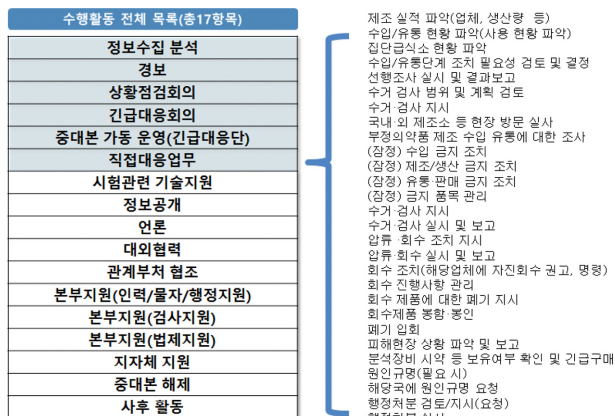 수행활동 전체 목록(총17항목)
정보수집 분석
경보
상황점검회의
긴급대응회의
중대본 가동 운영(긴급대응단)
직접대응업무
시험관련 기술지원
정보공개
언론
대외협력
관계부처 협조
본부지원(인력/물자/행정지원)
본부지원(검사지원)
본부지원(법제지원)
지자체 지원
중대본 해제
사후 활동
제조 실적 파악(업체, 생산량 등)
수입/유통 현황 파악(사용 현황 파악)
집단급식소 현황 파악
수입/유통단계 조치 필요성 검토 및 결정
선행조사 실시 및 결과보고
수거 검사 범위 및 계획 검토
수거·검사 지시
국내·외 제조소 등 현장 방문 실사
부정의약품 제조 수입 유통에 대한 조사
(잠정) 수입 금지 조치
(잠정) 제조/생산 금지 조치
(잠정) 유통·판매 금지 조치
(잠정) 금지 품목 관리
수거·검사 지시
수거·검사 실시 및 보고
압류·회수 조치 지시
압류·회수 실시 및 보고
회수 조치(해당업체에 자진회수 권고, 명령)
회수 진행사항 관리
회수 제품에 대한 폐기 지시
회수제품 봉함·봉인
폐기 입회
피해현장 상황 파악 및 보고
분석장비 시약 등 보유여부 확인 및 긴급구매
원인규명(필요 시)
해당국에 원인규명 요청
행정처분 검토/지시(요청)